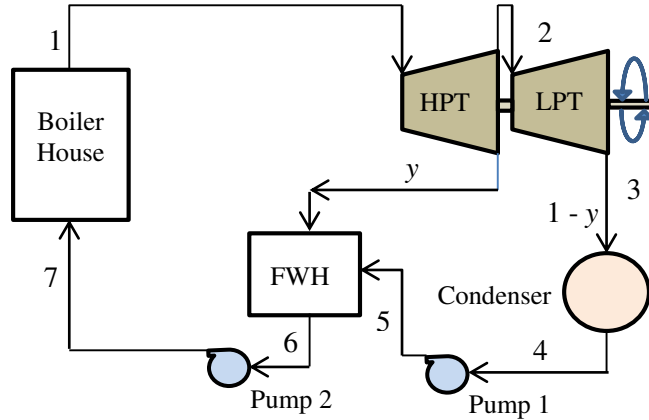 1
2
Boiler
House
HPT
LPT
y
3
1 - y
7
FWH
5
Condenser
6
4
Pump 2
Pump 1